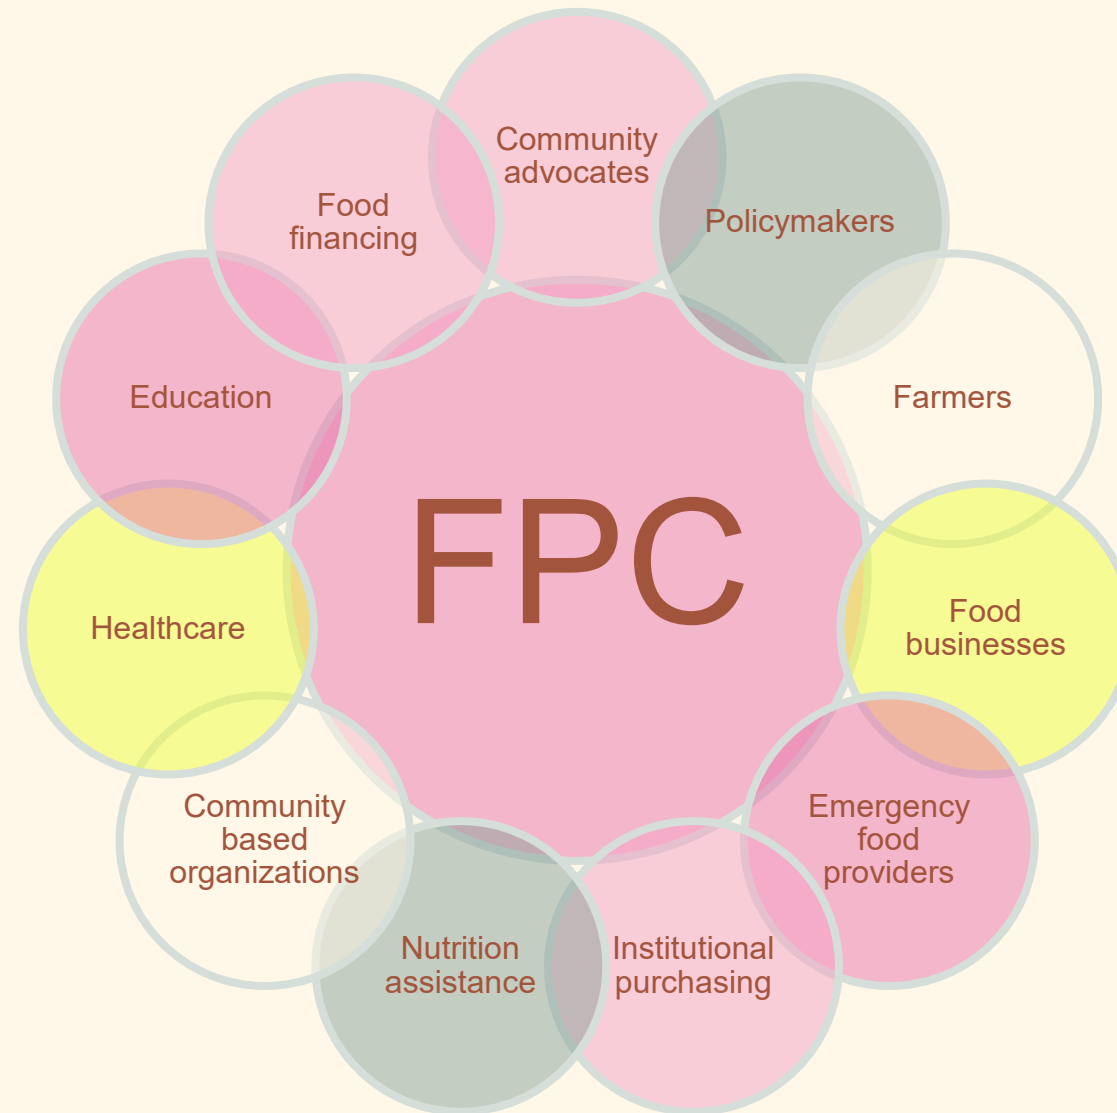 Community
advocates
Policymakers
Food
financing
Farmers
Education
FPC
Food
businesses
Healthcare
Emergency
food
providers
Community
based
organizations
Nutrition
assistance
Institutional
purchasing